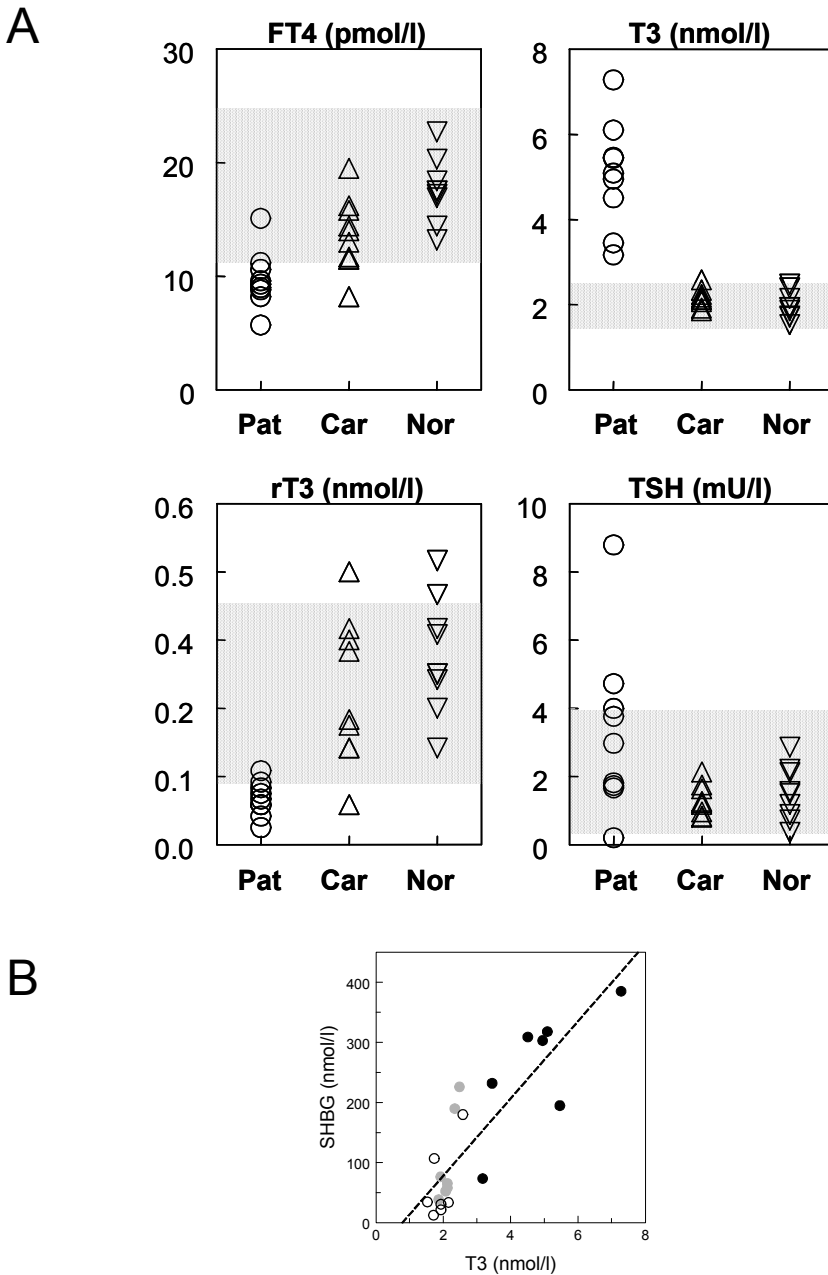 A
FT4 (pmol/l)
30
20
10
0
Pat Car Nor
T3 (nmol/l)
8
6
4
2
0
Pat Car Nor
rT3 (nmol/l)
0.6
0.5
0.4
0.2
0.1
0.0
Pat Car Nor
TSH (mU/l)
10
8
6
4
2
0
Pat Car Nor
B
SHBG (nmol/l)
400
300
200
100
0
0 2 4 6 8
T3 (nmol/l)